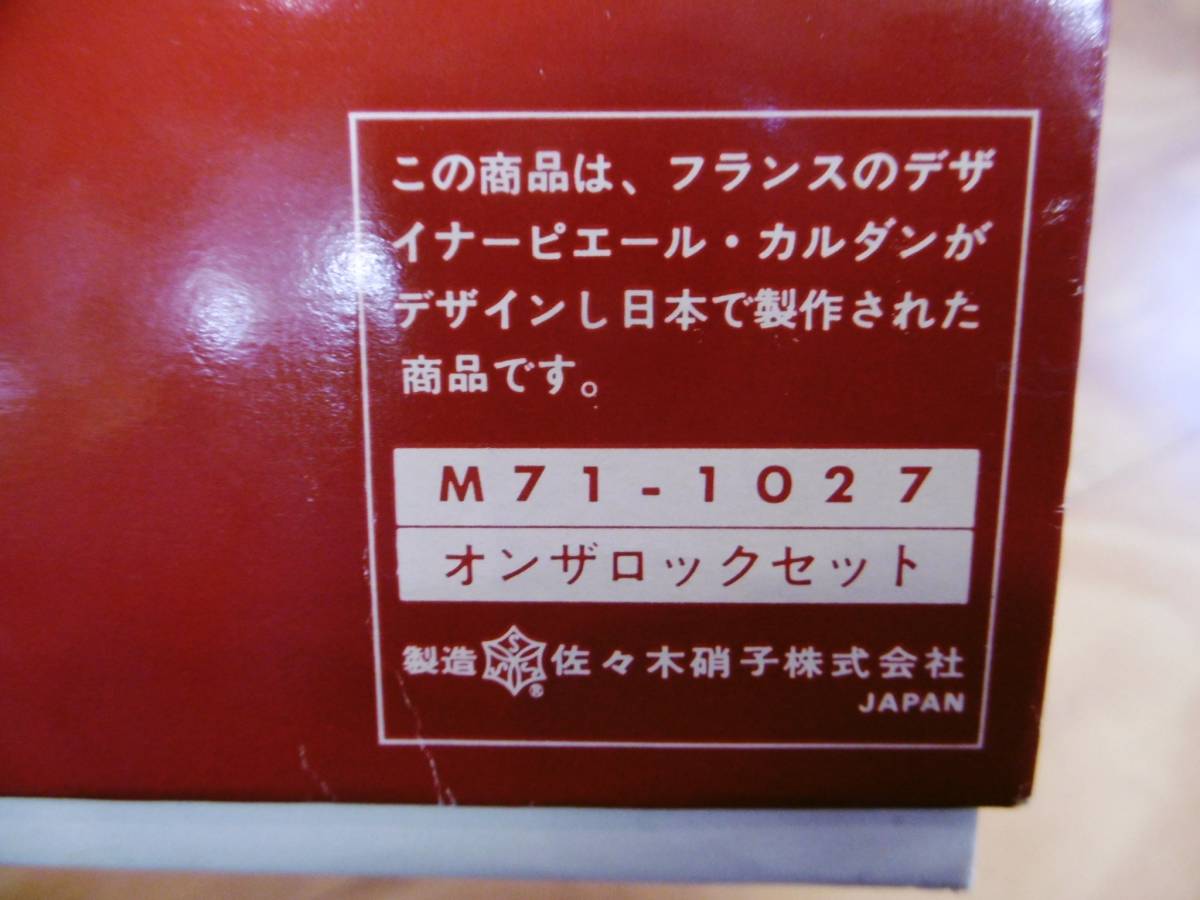 この商品は、フランスのデザ
イナーピエール・カルダンが
デザインし日本で製作された
商品です。
M71-1027
オンザロックセット
製造 ® 佐々木硝子株式会社
JAPAN